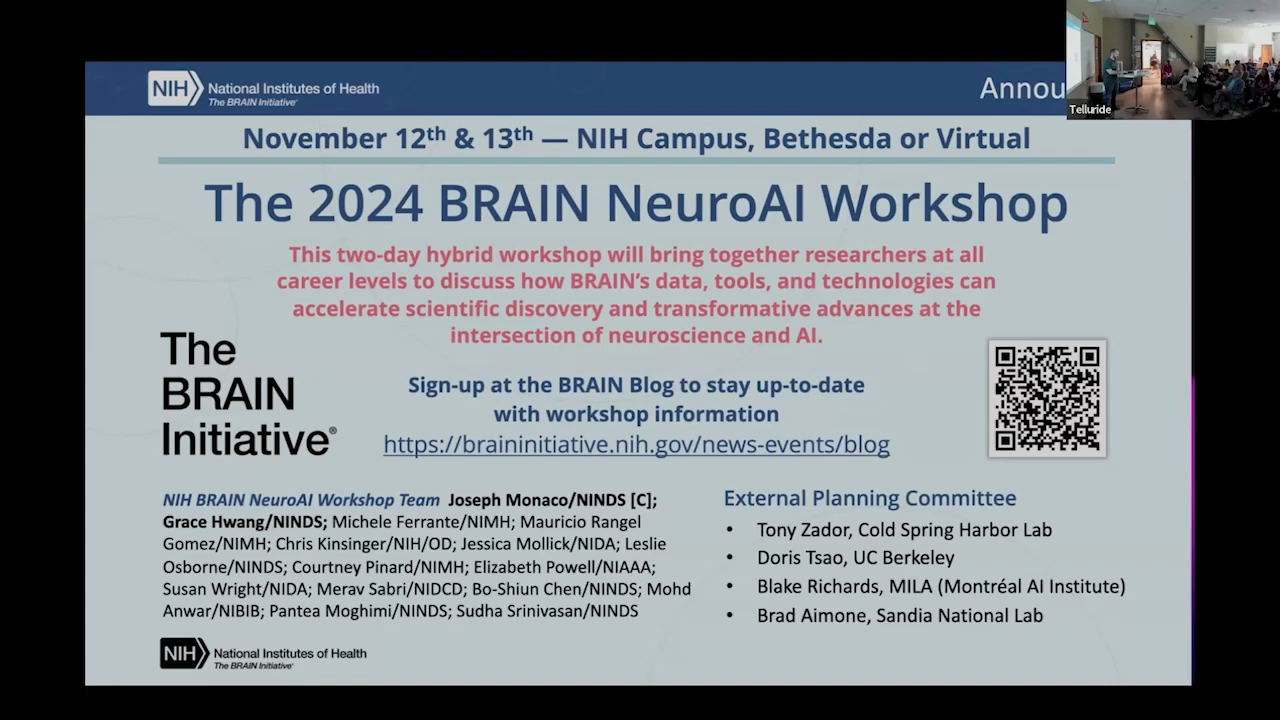 NIH National Institutes of Health
The BRAIN Initiative®
Annou
Telluride
November 12th & 13th — NIH Campus, Bethesda or Virtual
The 2024 BRAIN NeuroAI Workshop
This two-day hybrid workshop will bring together researchers at all
career levels to discuss how BRAIN’s data, tools, and technologies can
accelerate scientific discovery and transformative advances at the
intersection of neuroscience and AI.
The
BRAIN
Initiative®
Sign-up at the BRAIN Blog to stay up-to-date
with workshop information
https://braininitiative.nih.gov/news-events/blog
NIH BRAIN NeuroAI Workshop Team Joseph Monaco/NINDS [C];
Grace Hwang/NINDS; Michele Ferrante/NIMH; Mauricio Rangel
Gomez/NIMH; Chris Kinsinger/NIH/OD; Jessica Mollick/NIDA; Leslie
Osborne/NINDS; Courtney Pinard/NIMH; Elizabeth Powell/NIAAA;
Susan Wright/NIDA; Merav Sabri/NIDCD; Bo-Shiun Chen/NINDS; Mohd
Anwar/NIBIB; Pantea Moghimi/NINDS; Sudha Srinivasan/NINDS
External Planning Committee
• Tony Zador, Cold Spring Harbor Lab
• Doris Tsao, UC Berkeley
• Blake Richards, MILA (Montréal AI Institute)
• Brad Aimone, Sandia National Lab
NIH National Institutes of Health
The BRAIN Initiative®